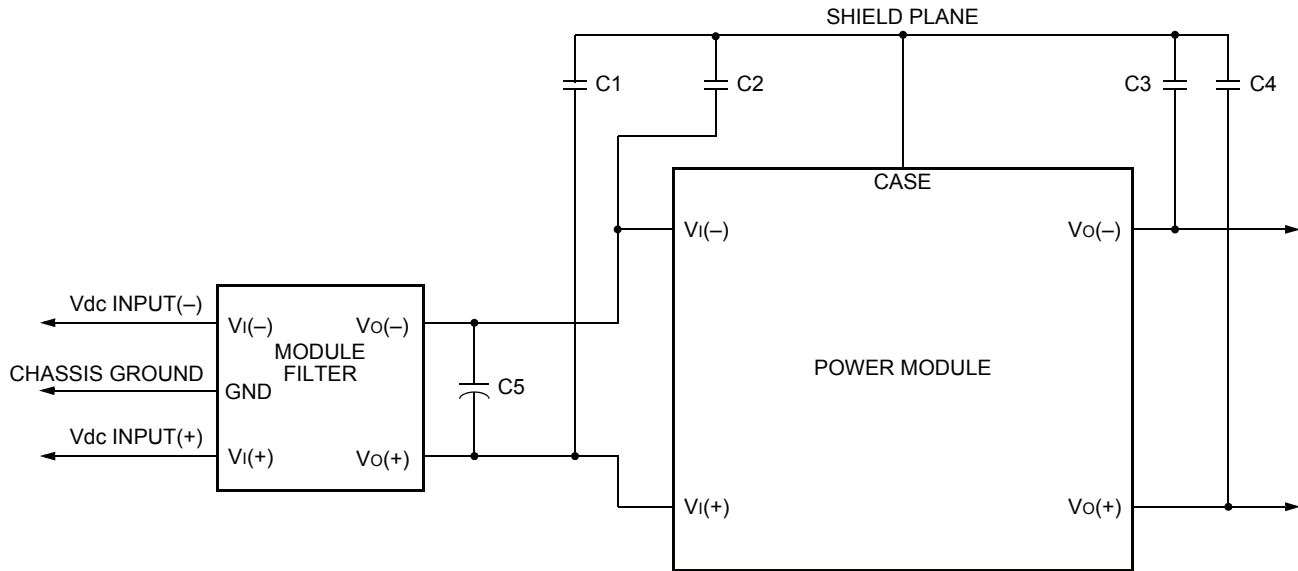 SHIELD PLANE
C1
C2
C3
C4
CASE
VI(–)
VO(–)
Vdc INPUT(–)
VI(–)
VO(–)
MODULE
FILTER
CHASSIS GROUND
GND
C5
POWER MODULE
Vdc INPUT(+)
VI(+)
VO(+)
VI(+)
VO(+)